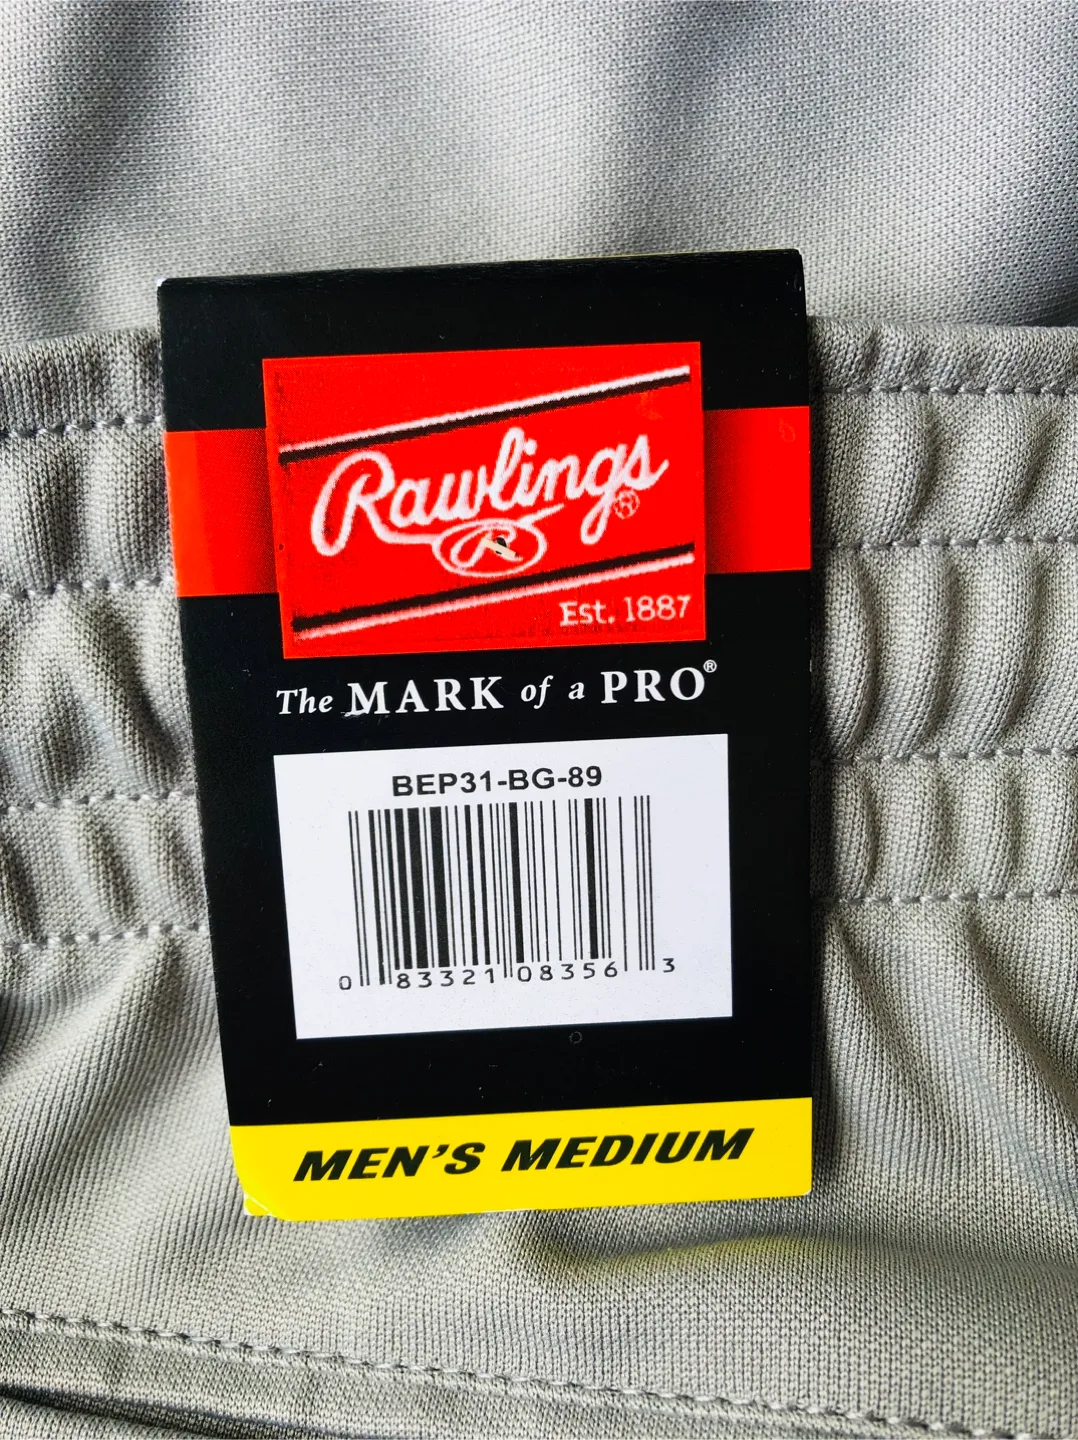 Rawlings®
R
Est. 1887
The MARK of a PRO®
BEP31-BG-89
0 83321 08356 3
MEN'S MEDIUM